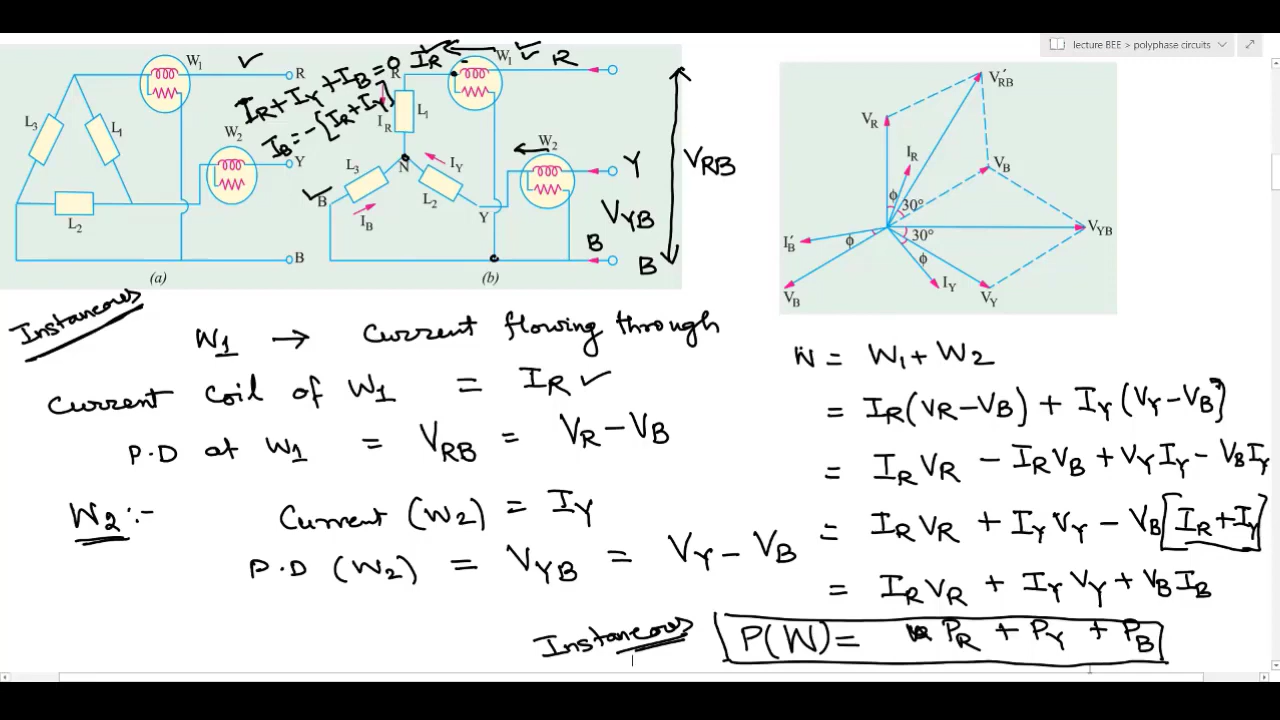 lecture BEE > polyphase circuits
W1
R
L3
L1
W2
Y
L2
B
(a)
IR + IY + IB = 0
IB = -[IR + IY]
IR
W1
R
R
L1
IR
W2
N
IY
Y
VRB
L3
L2
B
IB
Y
VYB
B
B
(b)
V'RB
VR
IR
VB
φ
30°
VYB
I'B
φ
30°
φ
VB
IY
VY
Instaneous
W1 → Current flowing through
Current coil of W1 = IR ✓
P.D at W1 = VRB = VR - VB
W2 :- Current (W2) = IY
P.D (W2) = VYB = VY - VB
W = W1 + W2
= IR(VR - VB) + IY(VY - VB)
= IRVR - IRVB + VYIY - VBIY
= IRVR + IYVY - VB[IR + IY]
= IRVR + IYVY + VBIB
Instaneous P(W) = PR + PY + PB